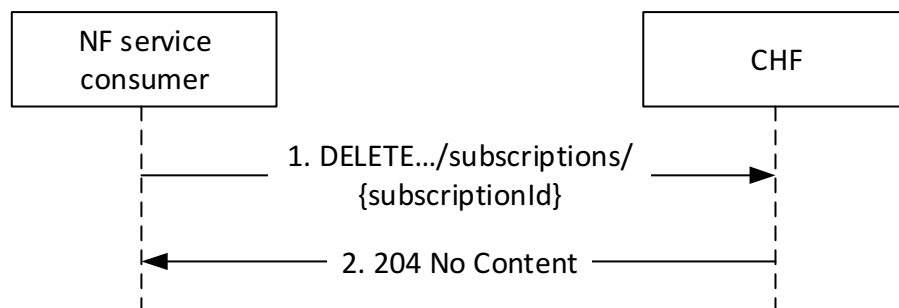 NF service
consumer
CHF
1. DELETE.../subscriptions/
{subscriptionId}
2. 204 No Content